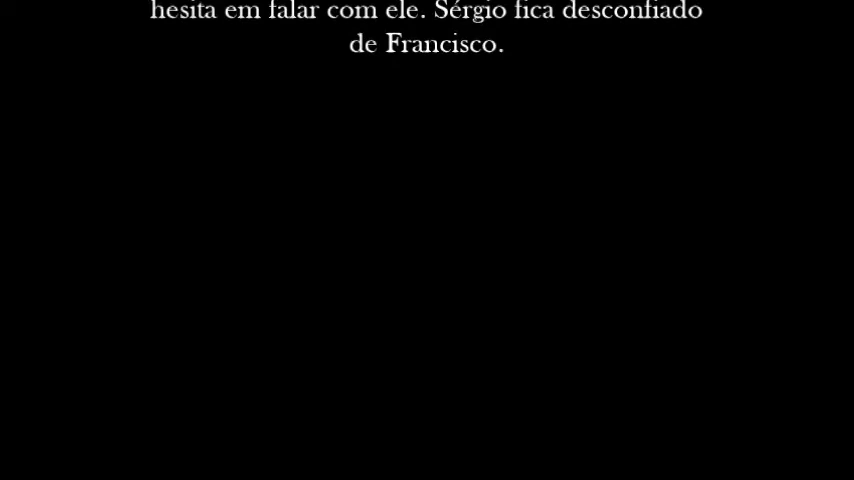 hesita em falar com ele. Sérgio fica desconfiado
de Francisco.